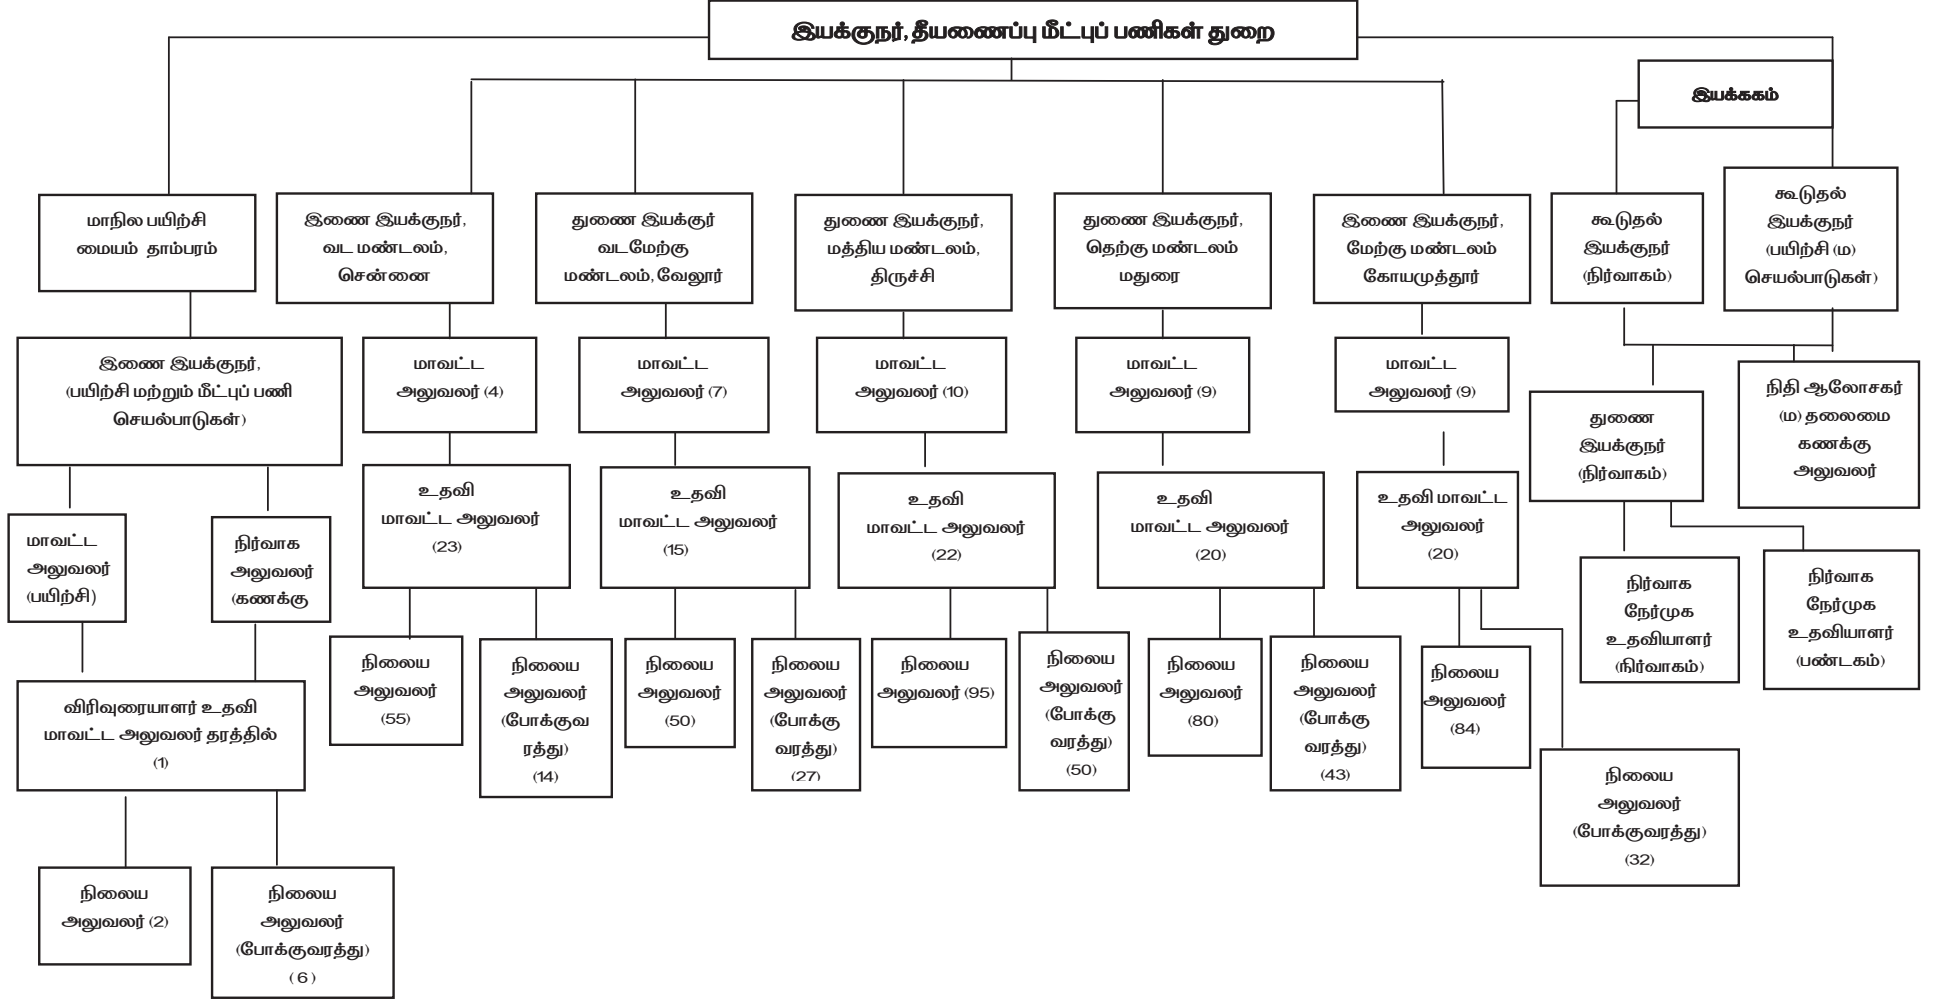 இயக்குநர், தீயணைப்பு மீட்புப் பணிகள் துறை
இயக்ககம்
மாநில பயிற்சி
மையம் தாம்பரம்
இணை இயக்குநர்,
வட மண்டலம்,
சென்னை
துணை இயக்குர்
வடமேற்கு
மண்டலம், வேலூர்
துணை இயக்குநர்,
மத்திய மண்டலம்,
திருச்சி
துணை இயக்குநர்,
தெற்கு மண்டலம்
மதுரை
இணை இயக்குநர்,
மேற்கு மண்டலம்
கோயமுத்தூர்
கூடுதல்
இயக்குநர்
(நிர்வாகம்)
கூடுதல்
இயக்குநர்
(பயிற்சி (ம)
செயல்பாடுகள்)
இணை இயக்குநர்,
(பயிற்சி மற்றும் மீட்புப் பணி
செயல்பாடுகள்)
மாவட்ட
அலுவலர் (4)
மாவட்ட
அலுவலர் (7)
மாவட்ட
அலுவலர் (10)
மாவட்ட
அலுவலர் (9)
மாவட்ட
அலுவலர் (9)
துணை
இயக்குநர்
(நிர்வாகம்)
நிதி ஆலோசகர்
(ம) தலைமை
கணக்கு
அலுவலர்
மாவட்ட
அலுவலர்
(பயிற்சி)
நிர்வாக
அலுவலர்
(கணக்கு
உதவி
மாவட்ட அலுவலர்
(23)
உதவி
மாவட்ட அலுவலர்
(15)
உதவி
மாவட்ட அலுவலர்
(22)
உதவி
மாவட்ட அலுவலர்
(20)
உதவி மாவட்ட
அலுவலர்
(20)
நிர்வாக
நேர்முக
உதவியாளர்
(நிர்வாகம்)
நிர்வாக
நேர்முக
உதவியாளர்
(பண்டகம்)
விரிவுரையாளர் உதவி
மாவட்ட அலுவலர் தரத்தில்
(1)
நிலைய
அலுவலர்
(55)
நிலைய
அலுவலர்
(போக்குவ
ரத்து)
(14)
நிலைய
அலுவலர்
(50)
நிலைய
அலுவலர்
(போக்கு
வரத்து)
(27)
நிலைய
அலுவலர் (95)
நிலைய
அலுவலர்
(போக்கு
வரத்து)
(50)
நிலைய
அலுவலர்
(80)
நிலைய
அலுவலர்
(போக்கு
வரத்து)
(43)
நிலைய
அலுவலர்
(84)
நிலைய
அலுவலர்
(போக்குவரத்து)
(32)
நிலைய
அலுவலர் (2)
நிலைய
அலுவலர்
(போக்குவரத்து)
( 6 )